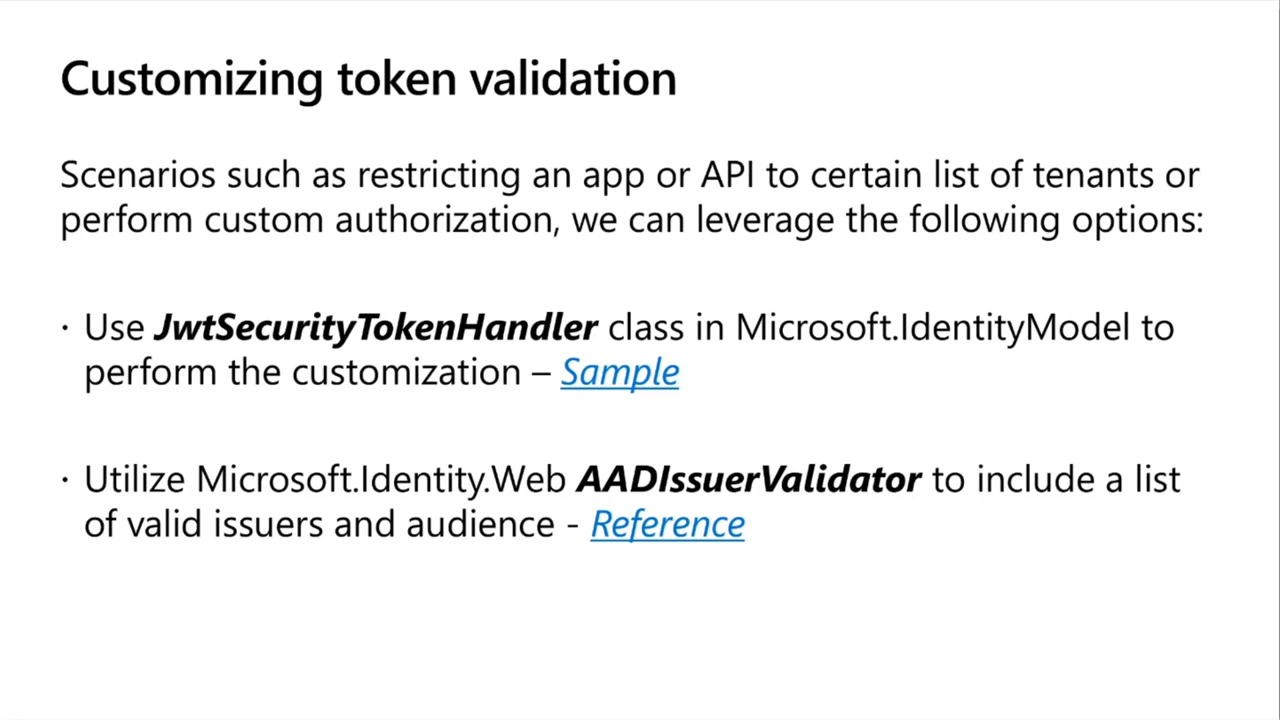 Customizing token validation
Scenarios such as restricting an app or API to certain list of tenants or
perform custom authorization, we can leverage the following options:
· Use JwtSecurityTokenHandler class in Microsoft.IdentityModel to
perform the customization – Sample
· Utilize Microsoft.Identity.Web AADIssuerValidator to include a list
of valid issuers and audience - Reference